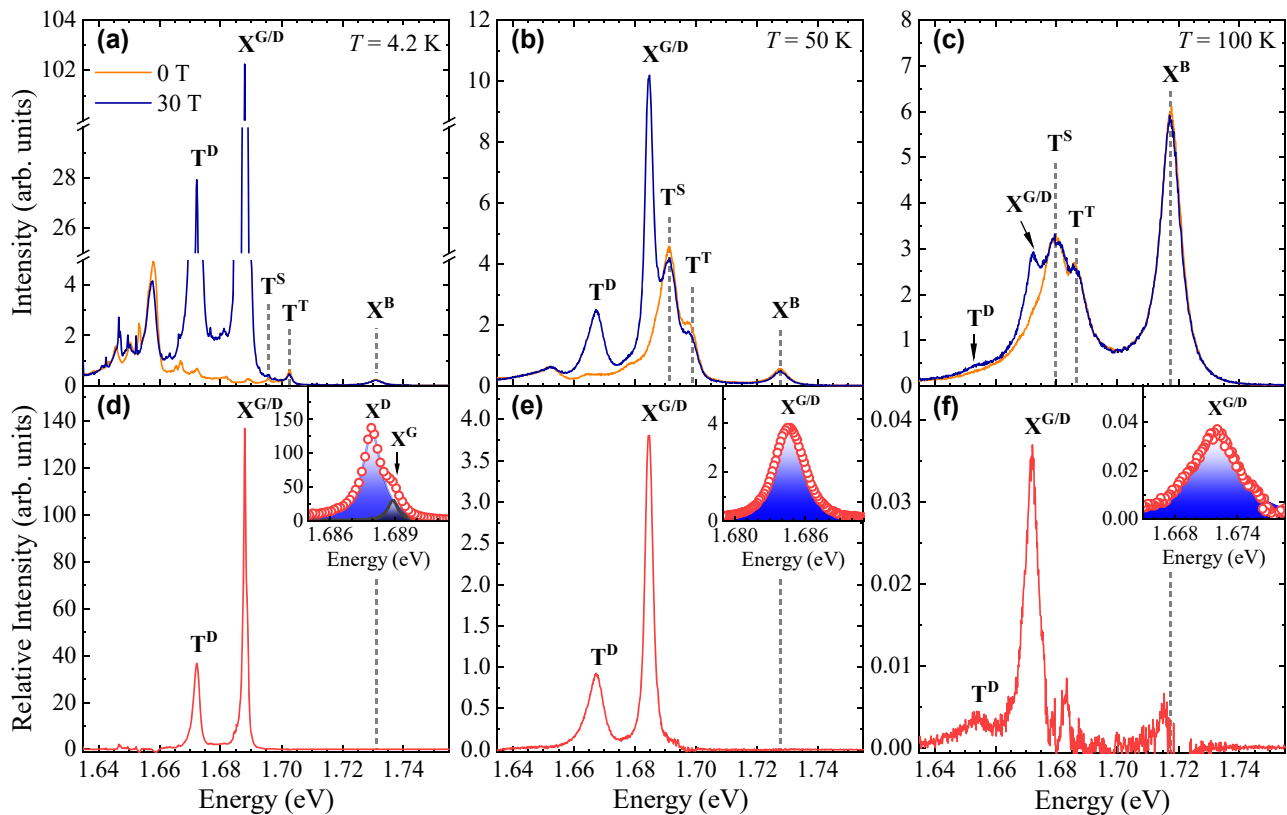 (a)
X^G/D
T = 4.2 K
0 T
30 T
T^D
T^S
T^T
X^B
104
102
28
26
4
2
0
Intensity (arb. units)
(b)
X^G/D
T = 50 K
T^S
T^D
T^T
X^B
12
10
8
6
4
2
0
(c)
T = 100 K
X^B
T^S
X^G/D
T^T
T^D
8
7
6
5
4
3
2
1
0
(d)
X^G/D
T^D
140
120
100
80
60
40
20
0
Relative Intensity (arb. units)
X^D
X^G
150
100
50
0
1.686 1.689
Energy (eV)
1.64 1.66 1.68 1.70 1.72 1.74
Energy (eV)
(e)
X^G/D
T^D
4.0
3.5
3.0
2.5
2.0
1.5
1.0
0.5
0.0
X^G/D
4
2
0
1.680 1.686
Energy (eV)
1.64 1.66 1.68 1.70 1.72 1.74
Energy (eV)
(f)
X^G/D
T^D
0.04
0.03
0.02
0.01
0.00
X^G/D
0.04
0.02
0.00
1.668 1.674
Energy (eV)
1.64 1.66 1.68 1.70 1.72 1.74
Energy (eV)